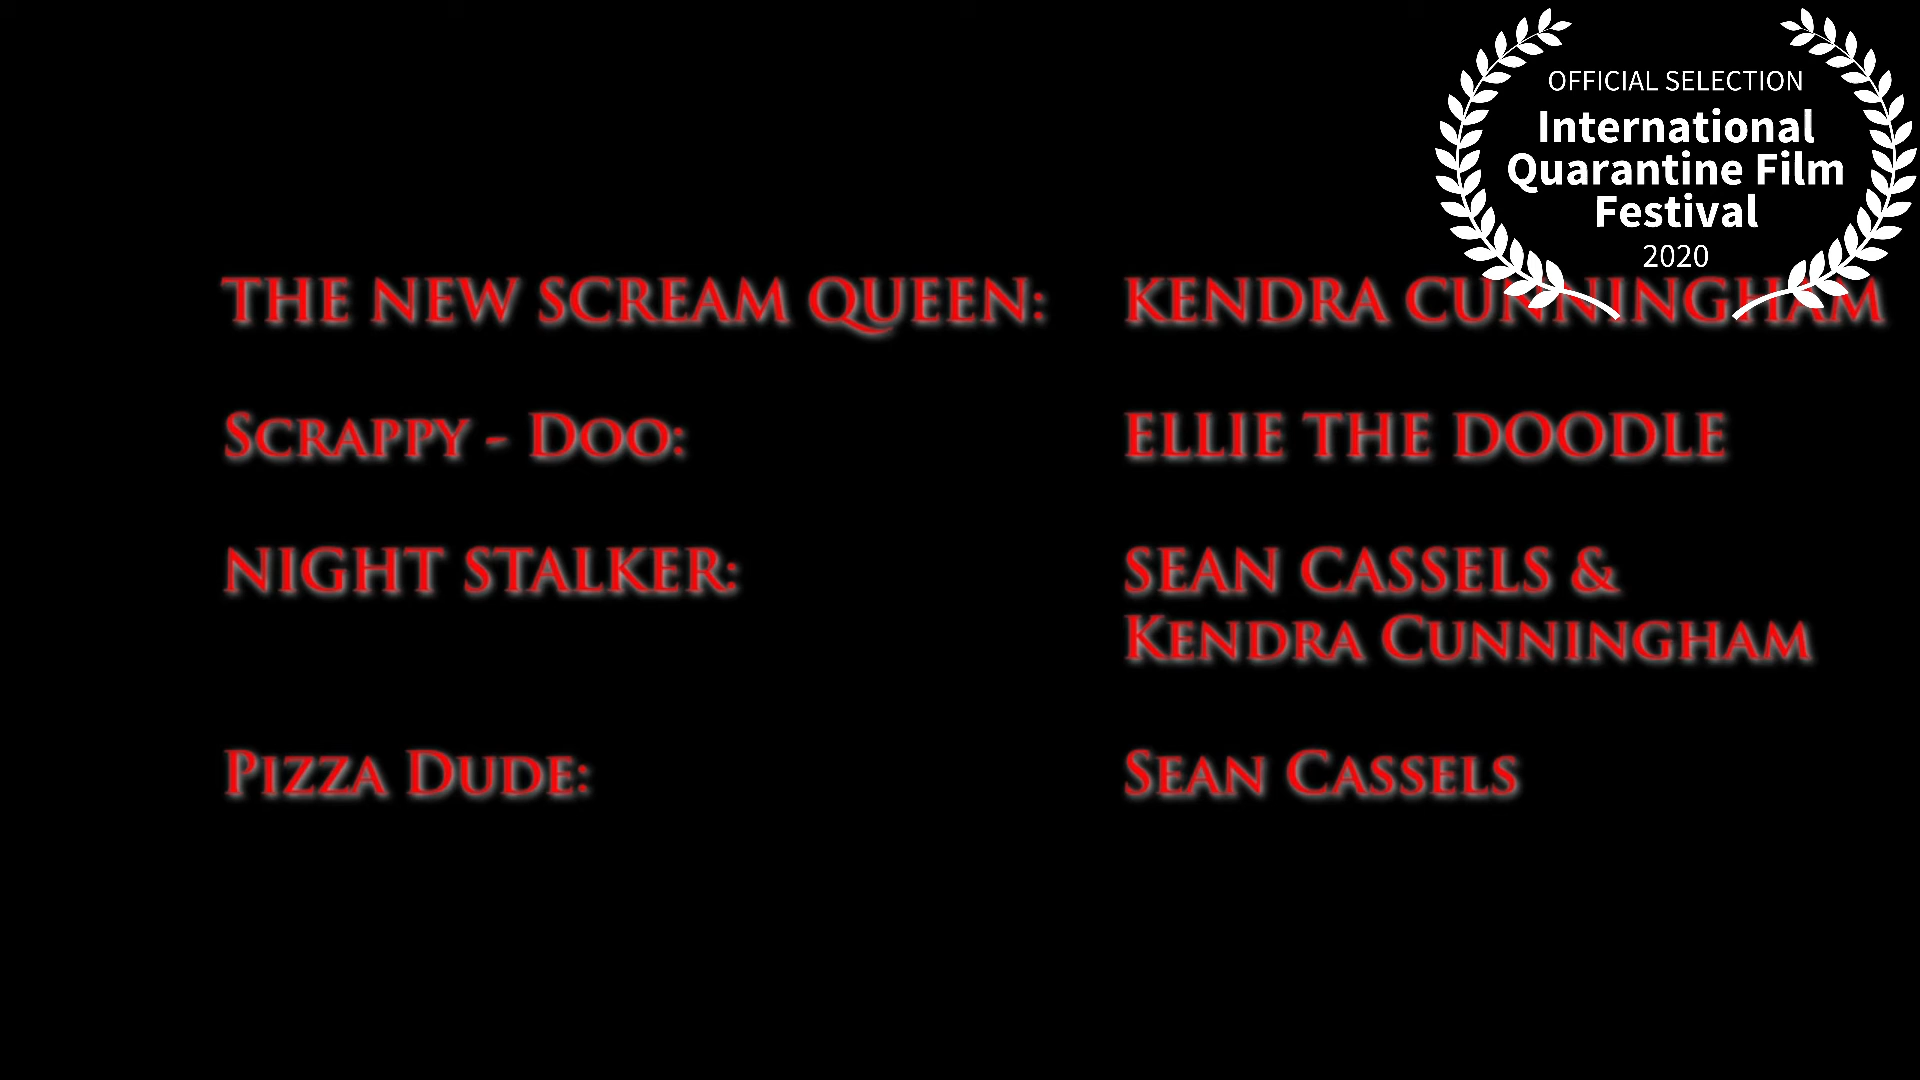 OFFICIAL SELECTION
International
Quarantine Film
Festival
2020
THE NEW SCREAM QUEEN: KENDRA CUNNINGHAM
SCRAPPY - DOO: ELLIE THE DOODLE
NIGHT STALKER: SEAN CASSELS &
KENDRA CUNNINGHAM
PIZZA DUDE: SEAN CASSELS